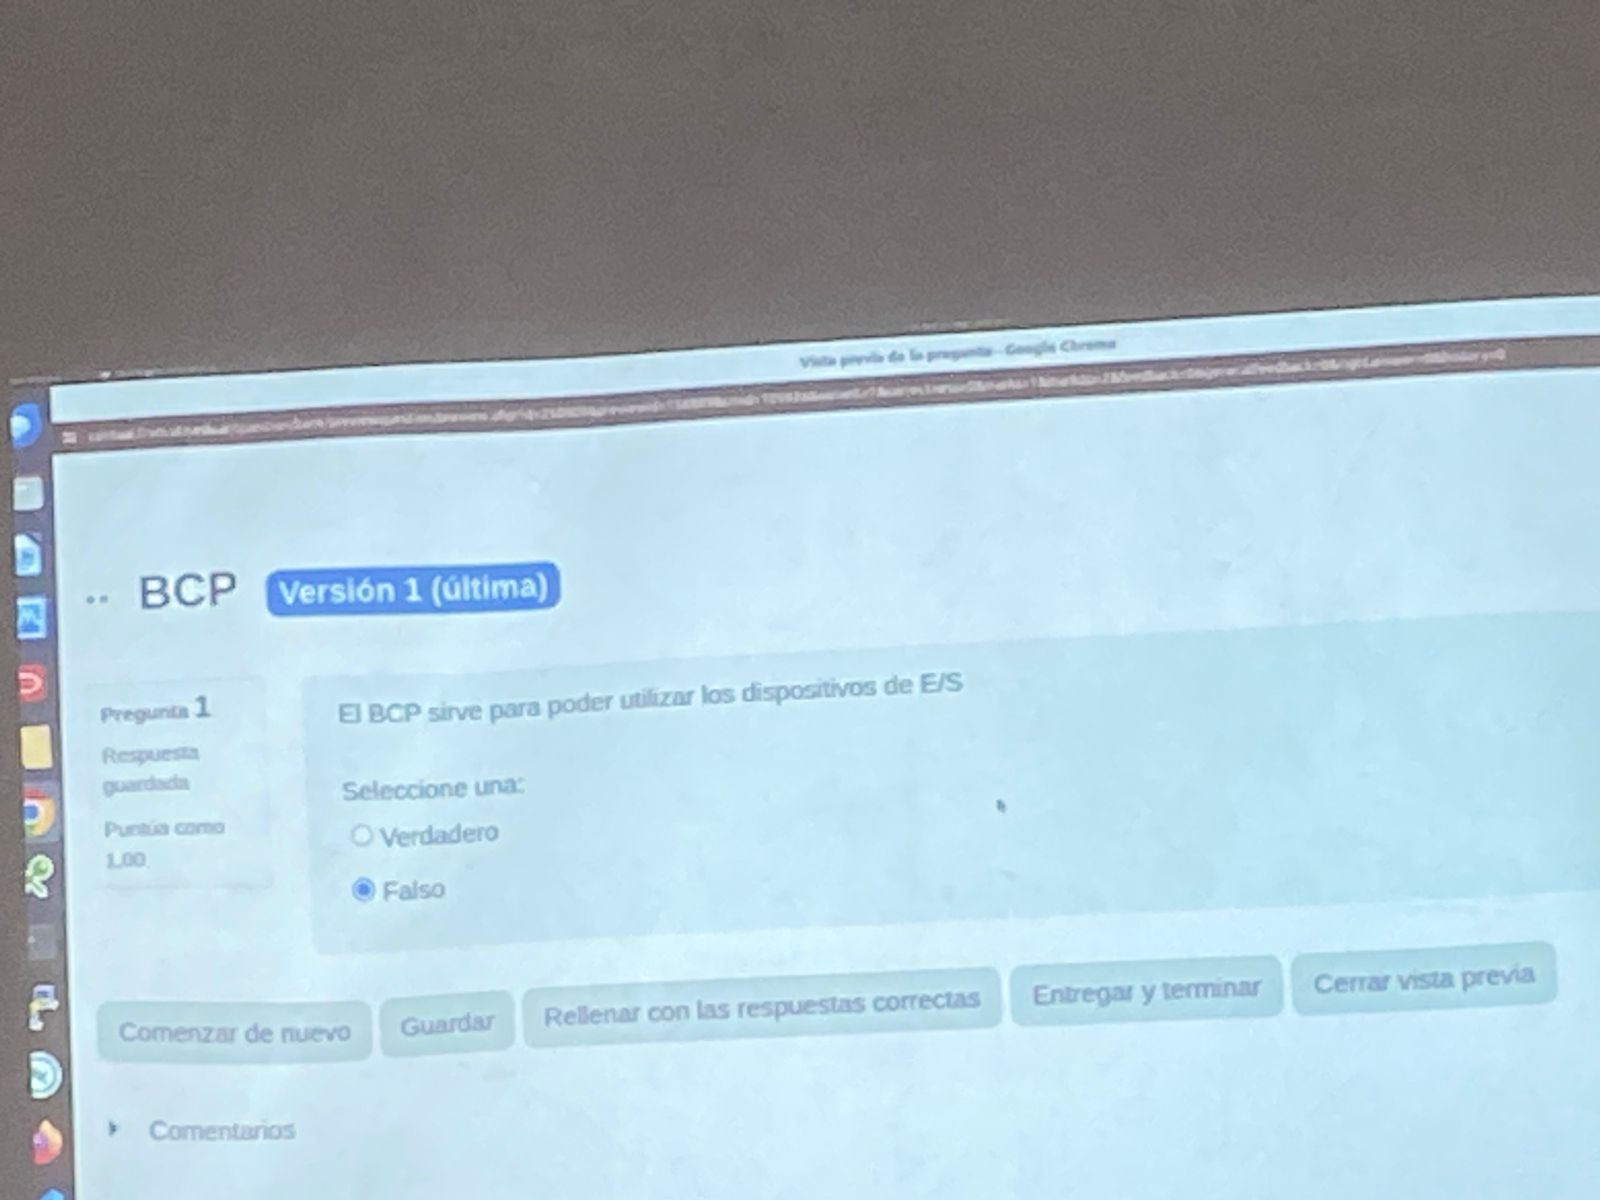 Vista previa de la pregunta - Google Chrome
BCP Versión 1 (última)
Pregunta 1
Respuesta
guardada
Puntúa como
1,00
El BCP sirve para poder utilizar los dispositivos de E/S
Seleccione una:
Verdadero
Falso
Comenzar de nuevo Guardar Rellenar con las respuestas correctas Entregar y terminar Cerrar vista previa
Comentarios